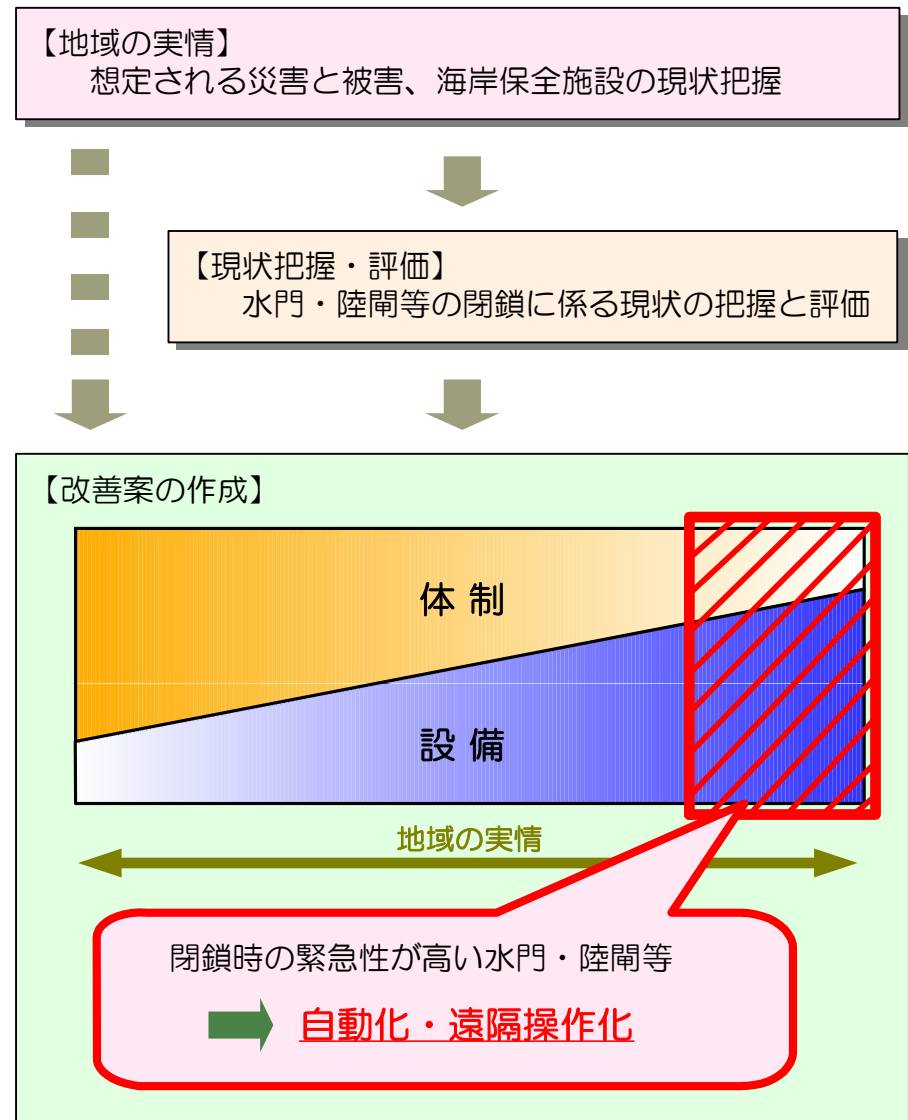 【地域の実情】
想定される災害と被害、海岸保全施設の現状把握
【現状把握・評価】
水門・陸閘等の閉鎖に係る現状の把握と評価
【改善案の作成】
体 制
設 備
地域の実情
閉鎖時の緊急性が高い水門・陸閘等
自動化・遠隔操作化